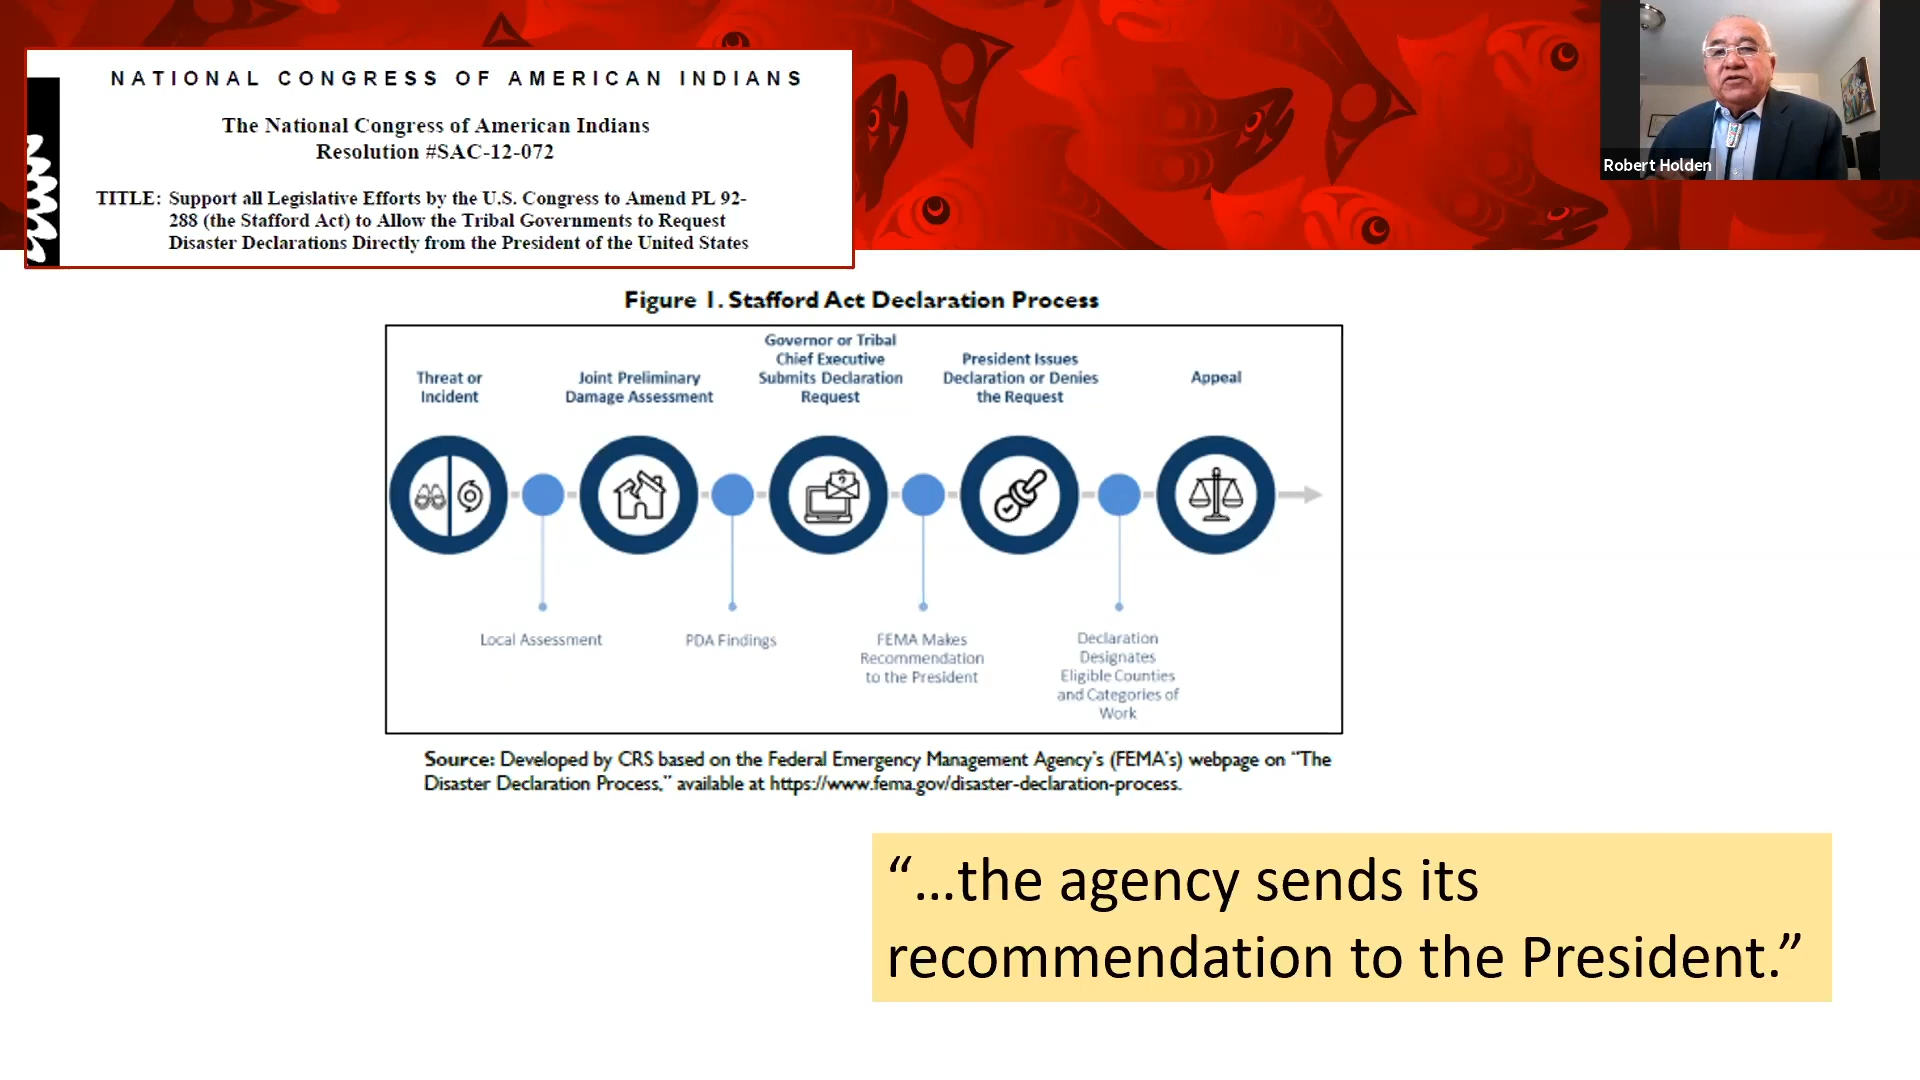 NATIONAL CONGRESS OF AMERICAN INDIANS
The National Congress of American Indians
Resolution #SAC-12-072
TITLE: Support all Legislative Efforts by the U.S. Congress to Amend PL 92-
288 (the Stafford Act) to Allow the Tribal Governments to Request
Disaster Declarations Directly from the President of the United States
Robert Holden
Figure 1. Stafford Act Declaration Process
Threat or
Incident
Joint Preliminary
Damage Assessment
Governor or Tribal
Chief Executive
Submits Declaration
Request
President Issues
Declaration or Denies
the Request
Appeal
Local Assessment
PDA Findings
FEMA Makes
Recommendation
to the President
Declaration
Designates
Eligible Counties
and Categories of
Work
Source: Developed by CRS based on the Federal Emergency Management Agency's (FEMA's) webpage on "The
Disaster Declaration Process," available at https://www.fema.gov/disaster-declaration-process.
“…the agency sends its
recommendation to the President.”